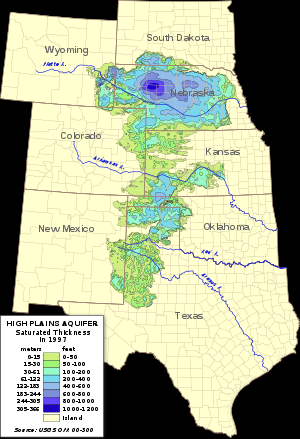 South Dakota
Wyoming
Platte R.
Nebraska
Colorado
Kansas
Arkansas R.
New Mexico
Oklahoma
Red R.
Texas
HIGH PLAINS AQUIFER
Saturated Thickness
in 1997
meters feet
0-15 0-50
15-30 50-100
30-61 100-200
61-122 200-400
122-183 400-600
183-244 600-800
244-305 800-1000
305-366 1000-1200
Island
Source: USGS OFR 00-300